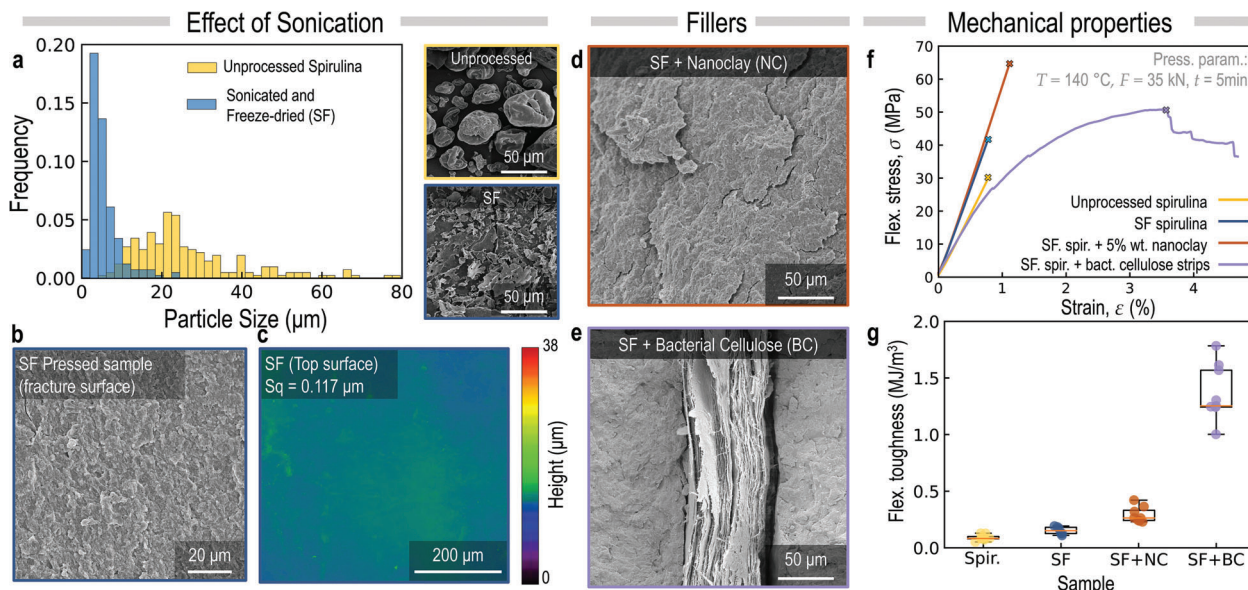 Effect of Sonication
Fillers
Mechanical properties
a
0.20
0.15
0.10
0.05
0.00
Frequency
Unprocessed Spirulina
Sonicated and
Freeze-dried (SF)
0
20
40
60
80
Particle Size (µm)
Unprocessed
50 µm
SF
50 µm
b
SF Pressed sample
(fracture surface)
20 µm
c
SF (Top surface)
Sq = 0.117 µm
200 µm
38
Height (µm)
0
d
SF + Nanoclay (NC)
50 µm
e
SF + Bacterial Cellulose (BC)
50 µm
f
70
60
50
40
30
20
10
0
Flex. stress, σ (MPa)
Press. param.:
T = 140 °C, F = 35 kN, t = 5min
Unprocessed spirulina
SF spirulina
SF. spir. + 5% wt. nanoclay
SF. spir. + bact. cellulose strips
0
1
2
3
4
Strain, ε (%)
g
2.0
1.5
1.0
0.5
0.0
Flex. toughness (MJ/m³)
Spir.
SF
SF+NC
SF+BC
Sample